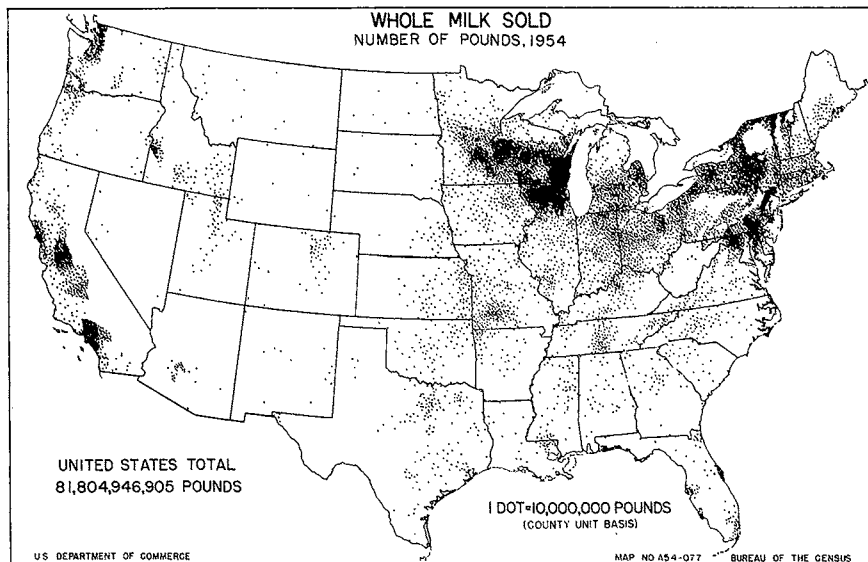 WHOLE MILK SOLD
NUMBER OF POUNDS, 1954
UNITED STATES TOTAL
81,804,946,905 POUNDS
1 DOT=10,000,000 POUNDS
(COUNTY UNIT BASIS)
US DEPARTMENT OF COMMERCE
MAP NO A54-077 BUREAU OF THE CENSUS